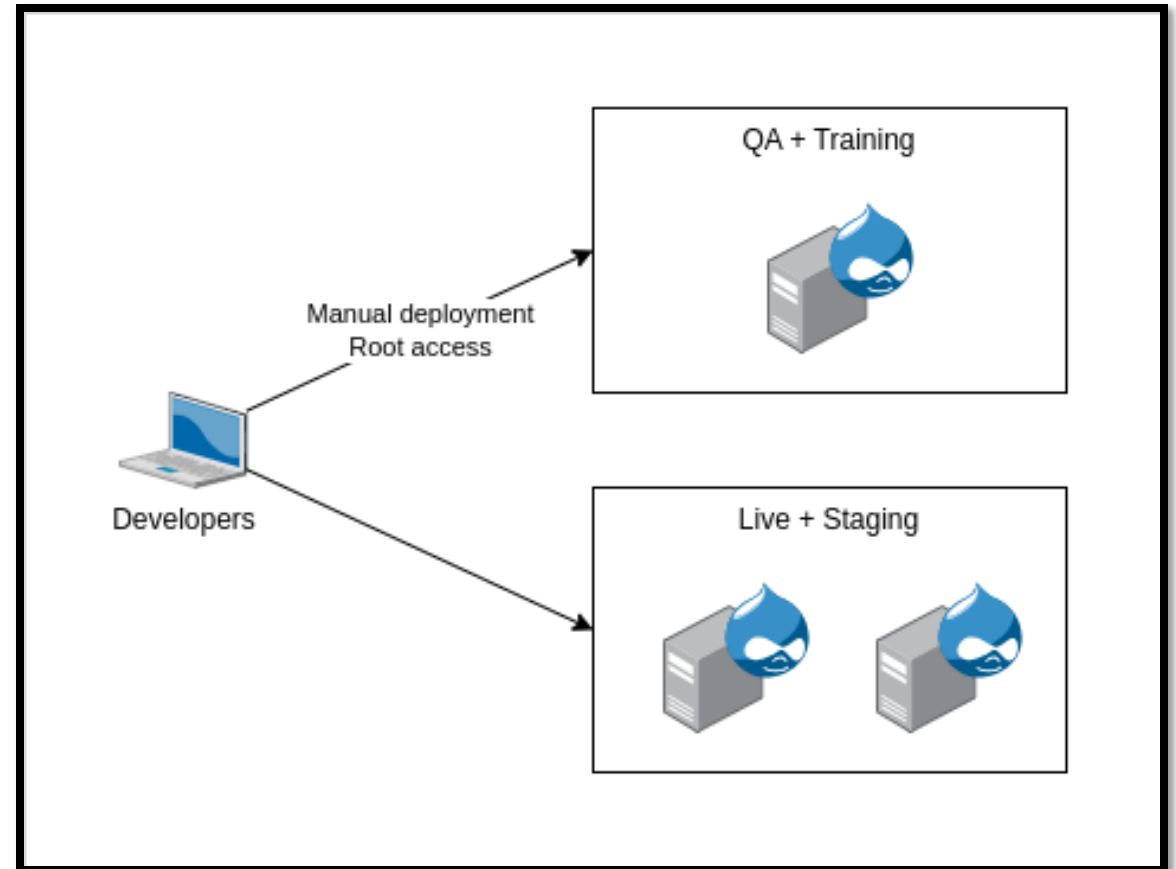 QA + Training
Manual deployment
Root access
Developers
Live + Staging